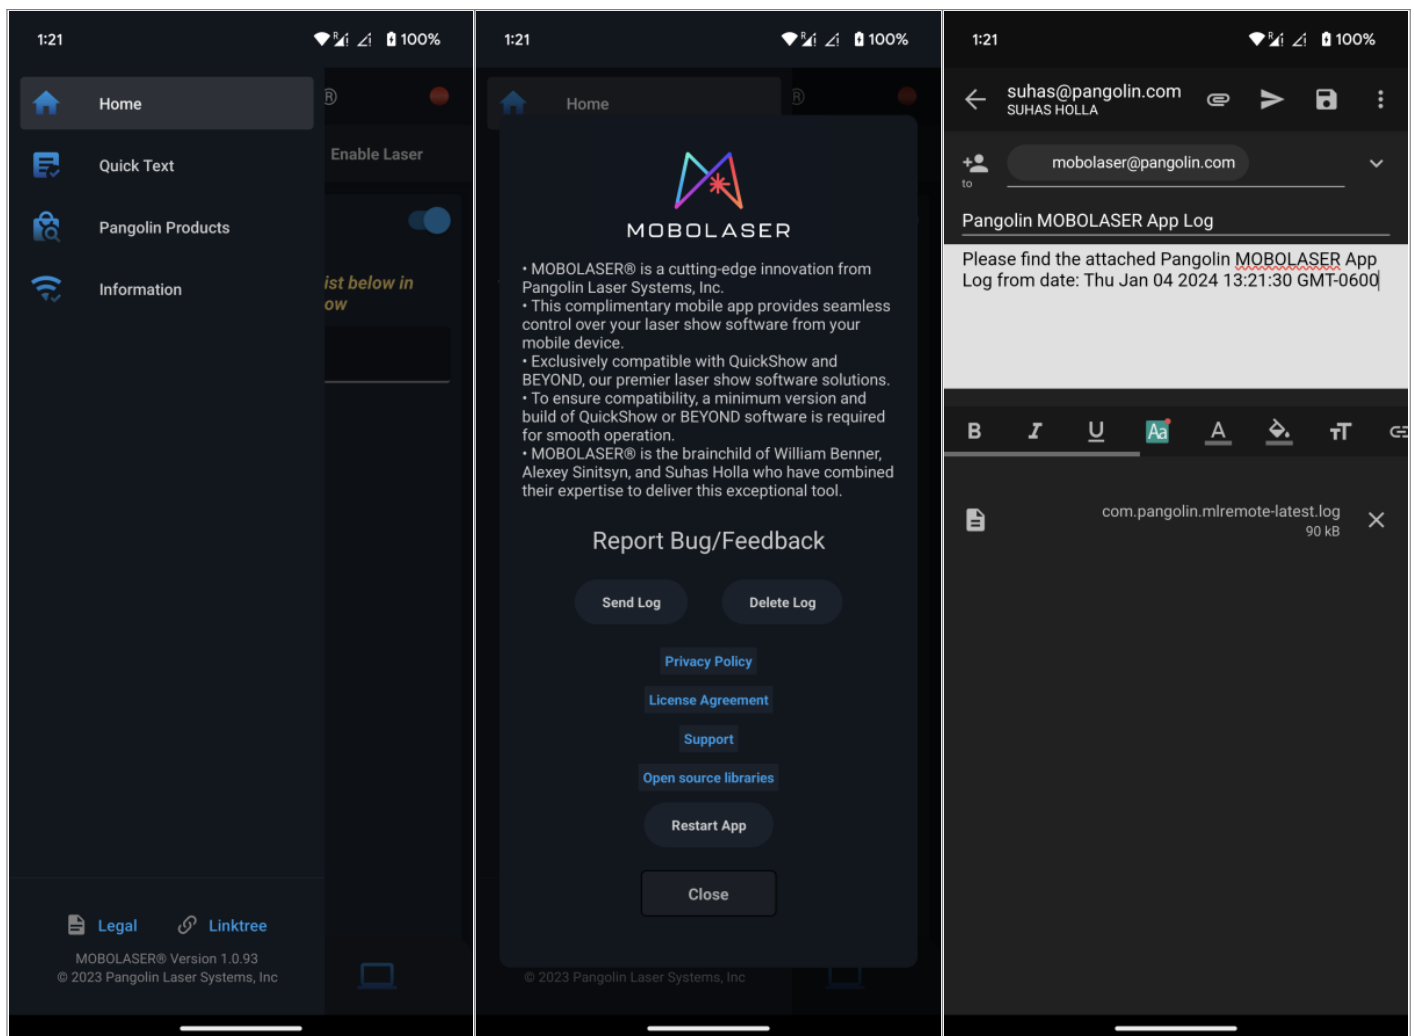 1:21
R
100%
Home
®
Quick Text
Enable Laser
Pangolin Products
Information
ist below in
ow
Legal
Linktree
MOBOLASER® Version 1.0.93
© 2023 Pangolin Laser Systems, Inc
1:21
R
100%
Home
®
MOBOLASER
• MOBOLASER® is a cutting-edge innovation from
Pangolin Laser Systems, Inc.
• This complimentary mobile app provides seamless
control over your laser show software from your
mobile device.
• Exclusively compatible with QuickShow and
BEYOND, our premier laser show software solutions.
• To ensure compatibility, a minimum version and
build of QuickShow or BEYOND software is required
for smooth operation.
• MOBOLASER® is the brainchild of William Benner,
Alexey Sinitsyn, and Suhas Holla who have combined
their expertise to deliver this exceptional tool.
Report Bug/Feedback
Send Log
Delete Log
Privacy Policy
License Agreement
Support
Open source libraries
Restart App
Close
© 2023 Pangolin Laser Systems, Inc
1:21
R
100%
suhas@pangolin.com
SUHAS HOLLA
to
mobolaser@pangolin.com
Pangolin MOBOLASER App Log
Please find the attached Pangolin MOBOLASER App
Log from date: Thu Jan 04 2024 13:21:30 GMT-0600
B I U Aa A TT
com.pangolin.mlremote-latest.log
90 kB